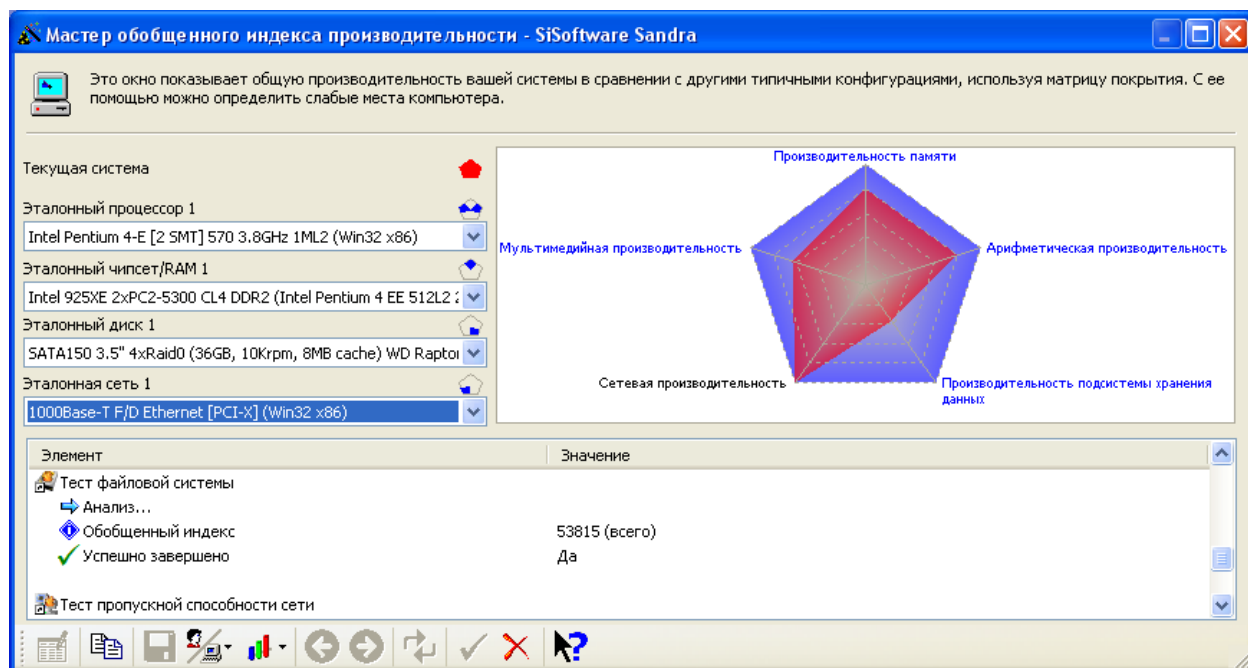 Мастер обобщенного индекса производительности - SiSoftware Sandra
Это окно показывает общую производительность вашей системы в сравнении с другими типичными конфигурациями, используя матрицу покрытия. С ее
помощью можно определить слабые места компьютера.
Текущая система
Эталонный процессор 1
Intel Pentium 4-E [2 SMT] 570 3.8GHz 1ML2 (Win32 x86)
Эталонный чипсет/RAM 1
Intel 925XE 2xPC2-5300 CL4 DDR2 (Intel Pentium 4 EE 512L2
Эталонный диск 1
SATA150 3.5" 4xRaid0 (36GB, 10Krpm, 8MB cache) WD Raptor
Эталонная сеть 1
1000Base-T F/D Ethernet [PCI-X] (Win32 x86)
Производительность памяти
Мультимедийная производительность
Арифметическая производительность
Сетевая производительность
Производительность подсистемы хранения
данных
Элемент Значение
Тест файловой системы
Анализ...
Обобщенный индекс 53815 (всего)
Успешно завершено Да
Тест пропускной способности сети